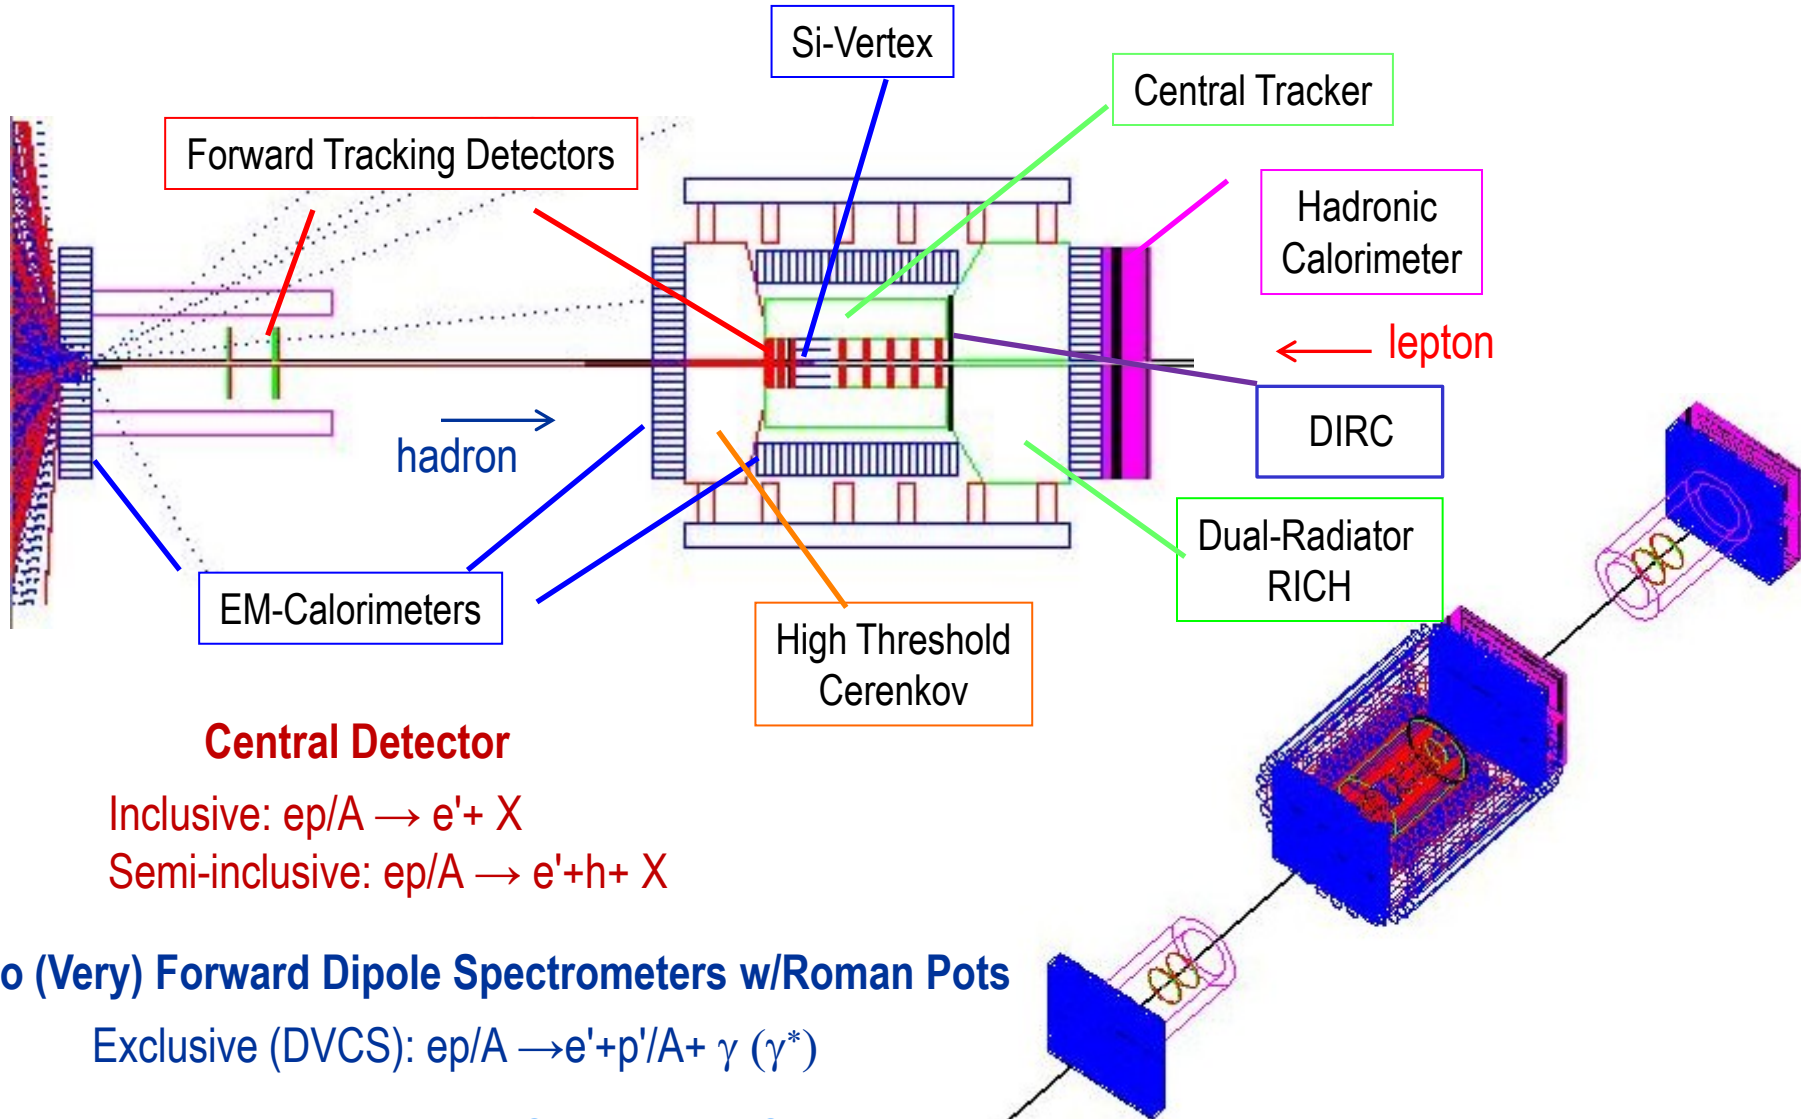 Si-Vertex
Central Tracker
Forward Tracking Detectors
Hadronic
Calorimeter
lepton
hadron
DIRC
Dual-Radiator
RICH
EM-Calorimeters
High Threshold
Cerenkov
Central Detector
Inclusive: ep/A → e'+ X
Semi-inclusive: ep/A → e'+h+ X
o (Very) Forward Dipole Spectrometers w/Roman Pots
Exclusive (DVCS): ep/A →e'+p'/A+ γ (γ*)